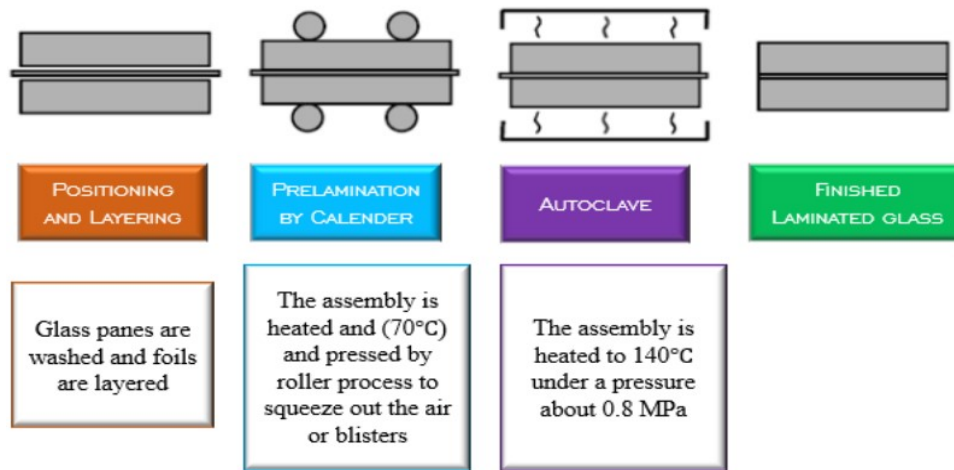 POSITIONING
AND LAYERING
PRELAMINATION
BY CALENDER
AUTOCLAVE
FINISHED
LAMINATED GLASS
Glass panes are
washed and foils
are layered
The assembly is
heated and (70°C)
and pressed by
roller process to
squeeze out the air
or blisters
The assembly is
heated to 140°C
under a pressure
about 0.8 MPa